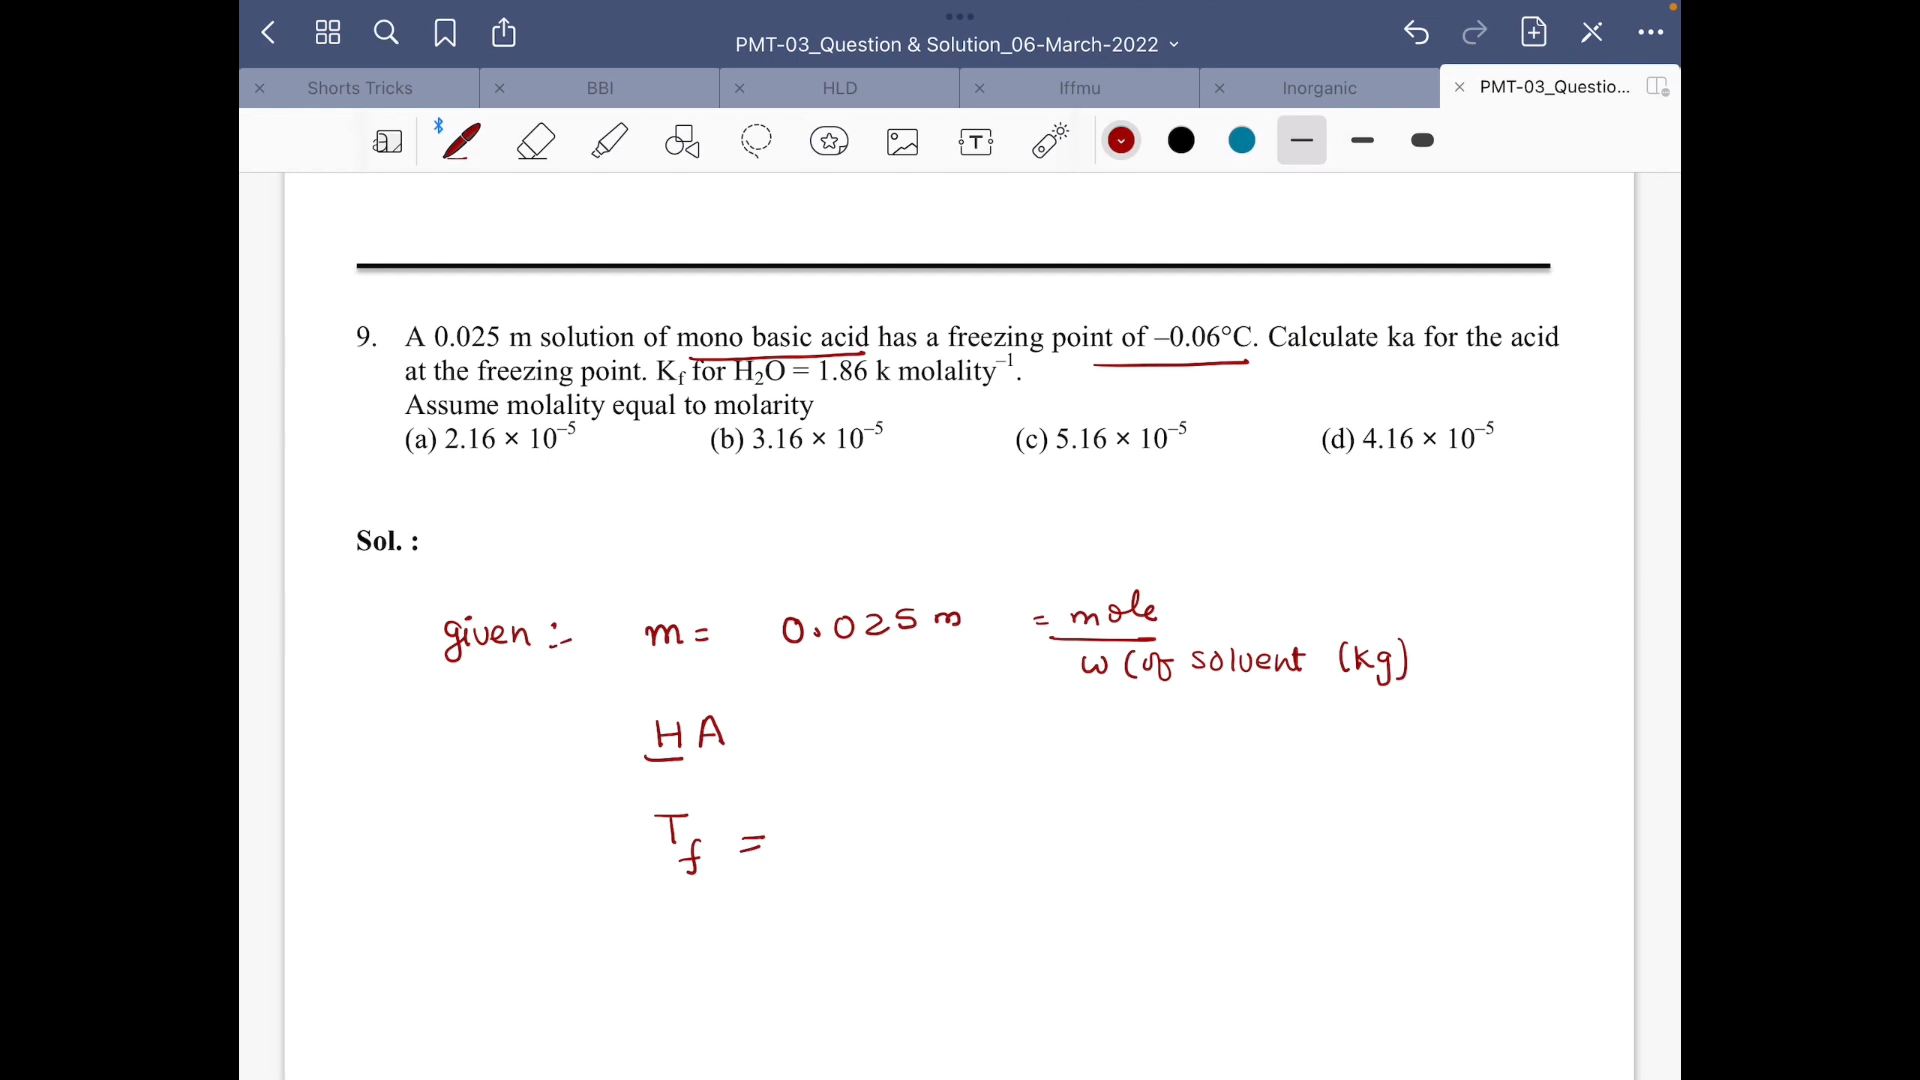 PMT-03_Question & Solution_06-March-2022
Shorts Tricks
BBI
HLD
Iffmu
Inorganic
PMT-03_Questio...
T
9. A 0.025 m solution of mono basic acid has a freezing point of –0.06°C. Calculate ka for the acid
at the freezing point. K_f for H₂O = 1.86 k molality⁻¹.
Assume molality equal to molarity
(a) 2.16 × 10⁻⁵ (b) 3.16 × 10⁻⁵ (c) 5.16 × 10⁻⁵ (d) 4.16 × 10⁻⁵
Sol. :
given :- m = 0.025 m = mole
w (of solvent (kg)
HA
T_f =